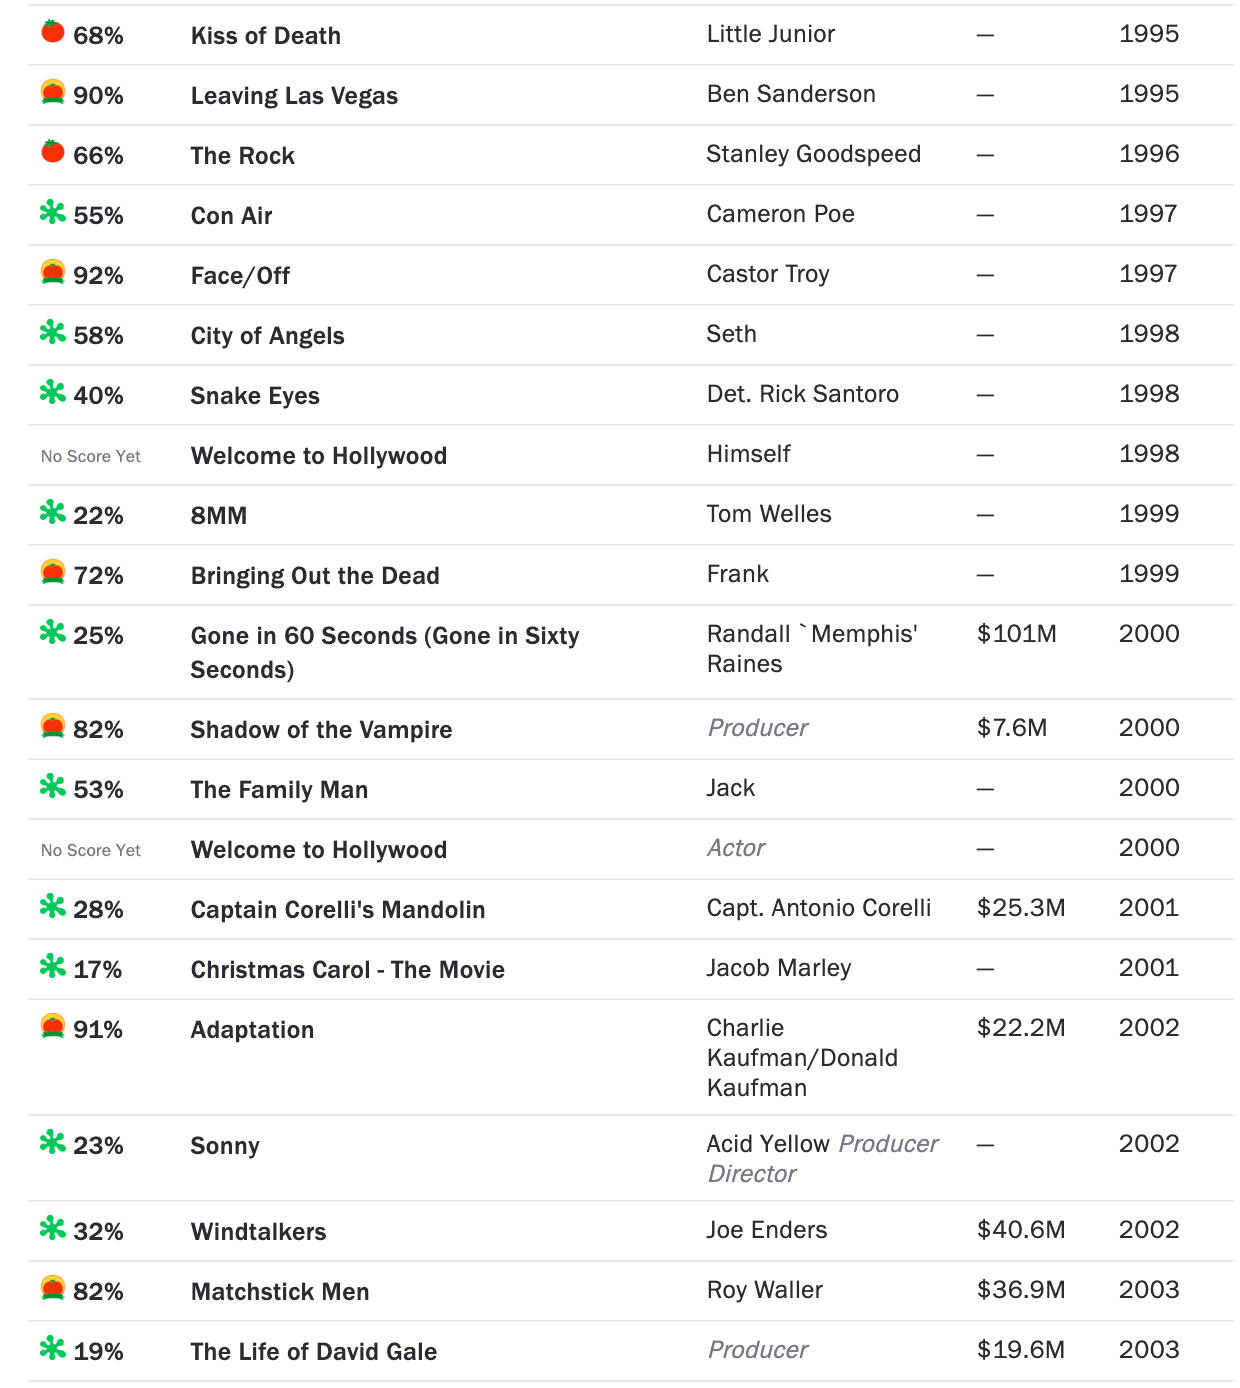 68% Kiss of Death Little Junior — 1995
90% Leaving Las Vegas Ben Sanderson — 1995
66% The Rock Stanley Goodspeed — 1996
55% Con Air Cameron Poe — 1997
92% Face/Off Castor Troy — 1997
58% City of Angels Seth — 1998
40% Snake Eyes Det. Rick Santoro — 1998
No Score Yet Welcome to Hollywood Himself — 1998
22% 8MM Tom Welles — 1999
72% Bringing Out the Dead Frank — 1999
25% Gone in 60 Seconds (Gone in Sixty Randall `Memphis' $101M 2000
Seconds) Raines
82% Shadow of the Vampire Producer $7.6M 2000
53% The Family Man Jack — 2000
No Score Yet Welcome to Hollywood Actor — 2000
28% Captain Corelli's Mandolin Capt. Antonio Corelli $25.3M 2001
17% Christmas Carol - The Movie Jacob Marley — 2001
91% Adaptation Charlie $22.2M 2002
Kaufman/Donald
Kaufman
23% Sonny Acid Yellow Producer — 2002
Director
32% Windtalkers Joe Enders $40.6M 2002
82% Matchstick Men Roy Waller $36.9M 2003
19% The Life of David Gale Producer $19.6M 2003